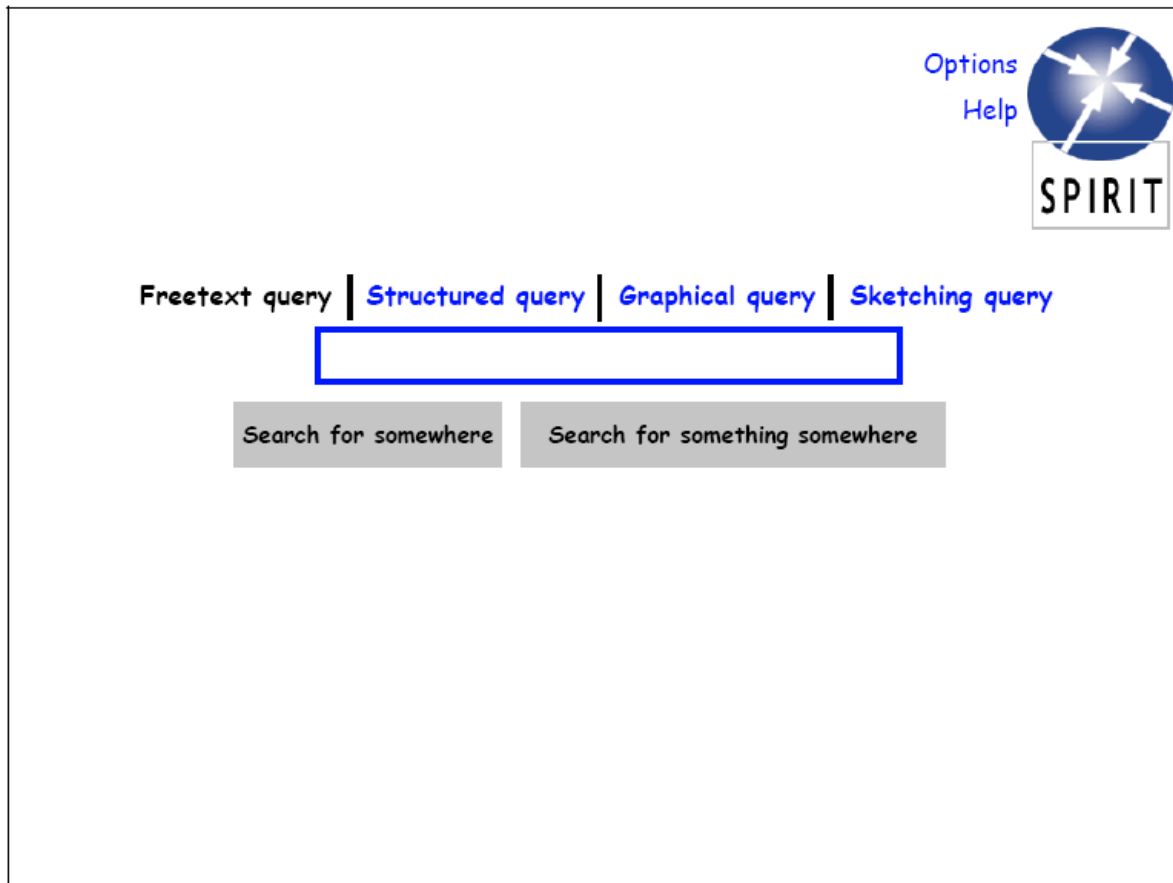 Options
Help
SPIRIT
Freetext query | Structured query | Graphical query | Sketching query
Search for somewhere
Search for something somewhere